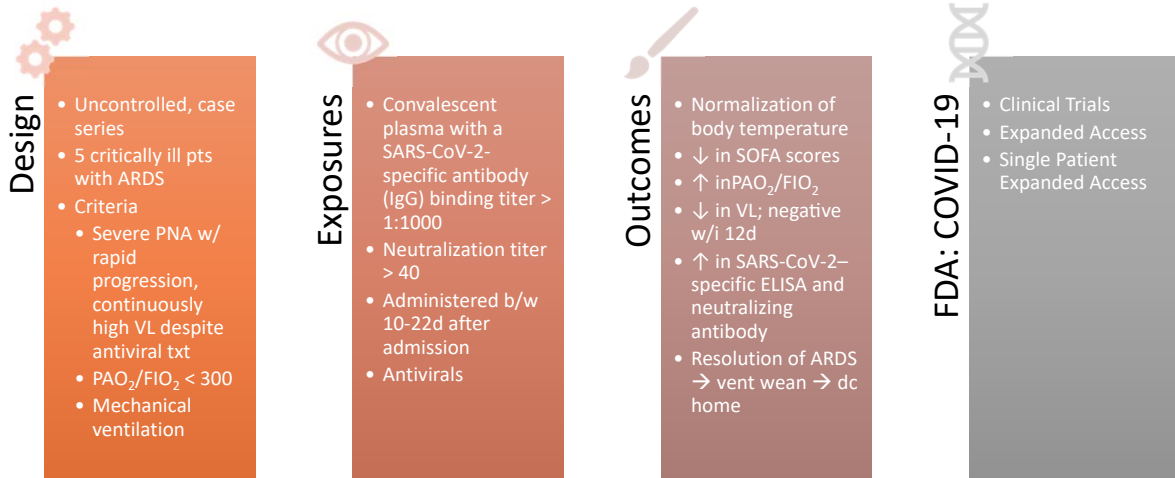 Design
• Uncontrolled, case
series
• 5 critically ill pts
with ARDS
• Criteria
• Severe PNA w/
rapid
progression,
continuously
high VL despite
antiviral txt
• PAO₂/FIO₂ < 300
• Mechanical
ventilation
Exposures
• Convalescent
plasma with a
SARS-CoV-2-
specific antibody
(IgG) binding titer >
1:1000
• Neutralization titer
> 40
• Administered b/w
10-22d after
admission
• Antivirals
Outcomes
• Normalization of
body temperature
• ↓ in SOFA scores
• ↑ inPAO₂/FIO₂
• ↓ in VL; negative
w/i 12d
• ↑ in SARS-CoV-2–
specific ELISA and
neutralizing
antibody
• Resolution of ARDS
→ vent wean → dc
home
FDA: COVID-19
• Clinical Trials
• Expanded Access
• Single Patient
Expanded Access